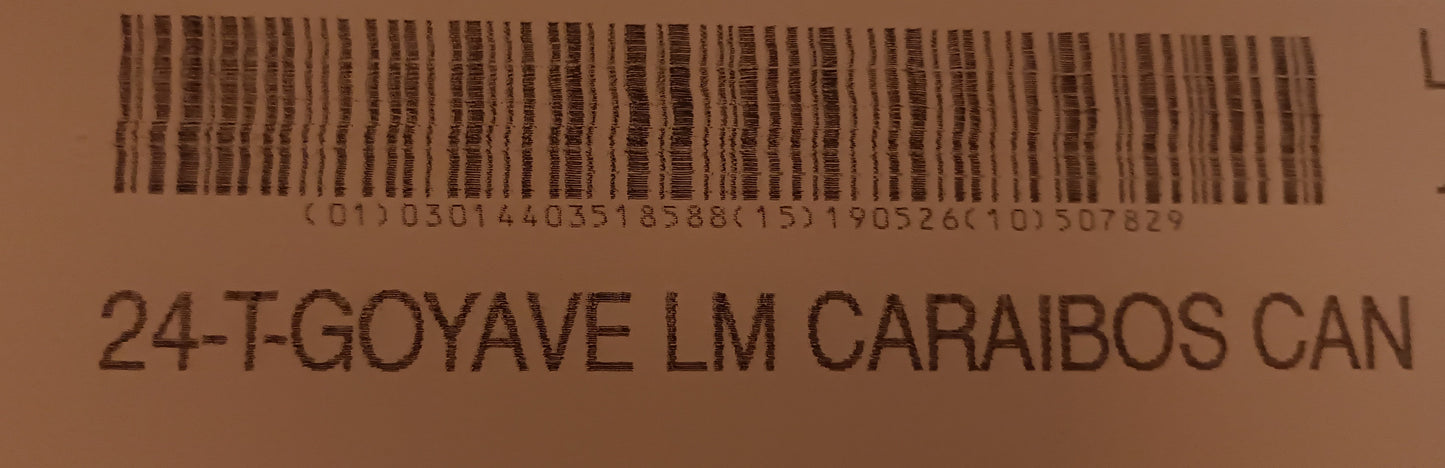 (01)03014403518588(15)190526(10)507829
24-T-GOYAVE LM CARAIBOS CAN